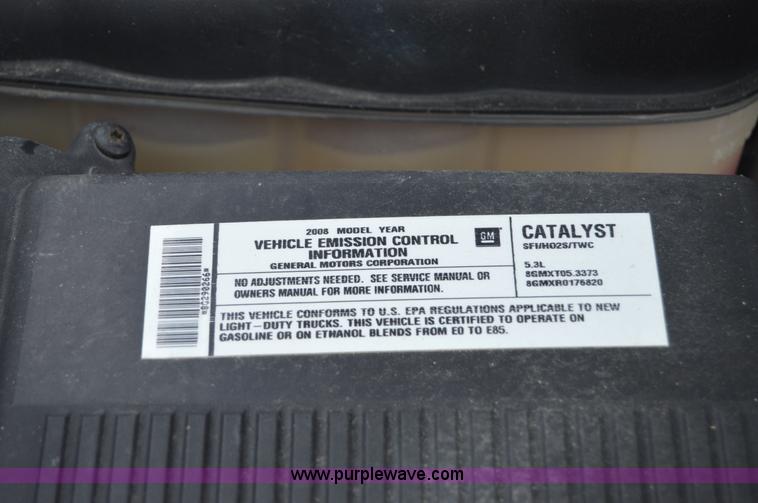 2008 MODEL YEAR
VEHICLE EMISSION CONTROL
INFORMATION
GENERAL MOTORS CORPORATION
GM
NO ADJUSTMENTS NEEDED. SEE SERVICE MANUAL OR
OWNERS MANUAL FOR MORE INFORMATION.
CATALYST
SFI/HO2S/TWC
5.3L
8GMXT05.3373
8GMXR0176820
THIS VEHICLE CONFORMS TO U.S. EPA REGULATIONS APPLICABLE TO NEW
LIGHT-DUTY TRUCKS. THIS VEHICLE IS CERTIFIED TO OPERATE ON
GASOLINE OR ON ETHANOL BLENDS FROM E0 TO E85.
www.purplewave.com